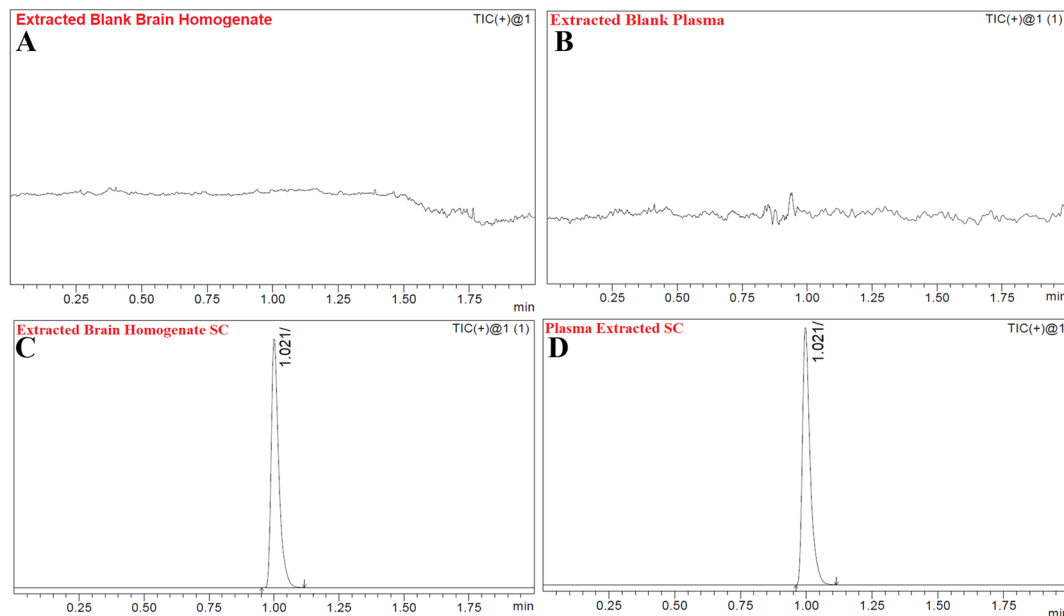 Extracted Blank Brain Homogenate
TIC(+)@1
A
0.25 0.50 0.75 1.00 1.25 1.50 1.75
min
Extracted Blank Plasma
TIC(+)@1 (1)
B
0.25 0.50 0.75 1.00 1.25 1.50 1.75
min
Extracted Brain Homogenate SC
TIC(+)@1 (1)
C
1.021/
0.25 0.50 0.75 1.00 1.25 1.50 1.75
min
Plasma Extracted SC
TIC(+)@1
D
1.021/
0.25 0.50 0.75 1.00 1.25 1.50 1.75
min